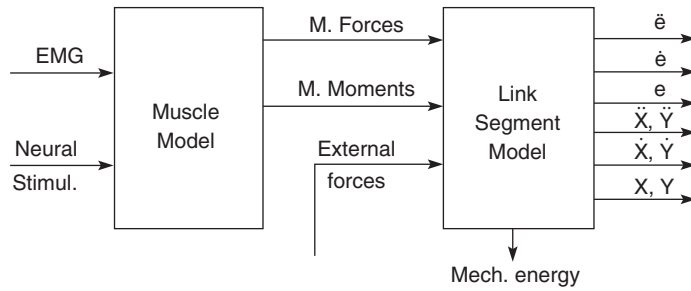 EMG
Neural
Stimul.
Muscle
Model
M. Forces
M. Moments
External
forces
Link
Segment
Model
ë
ė
e
Ẍ, Ÿ
Ẋ, Ẏ
X, Y
Mech. energy